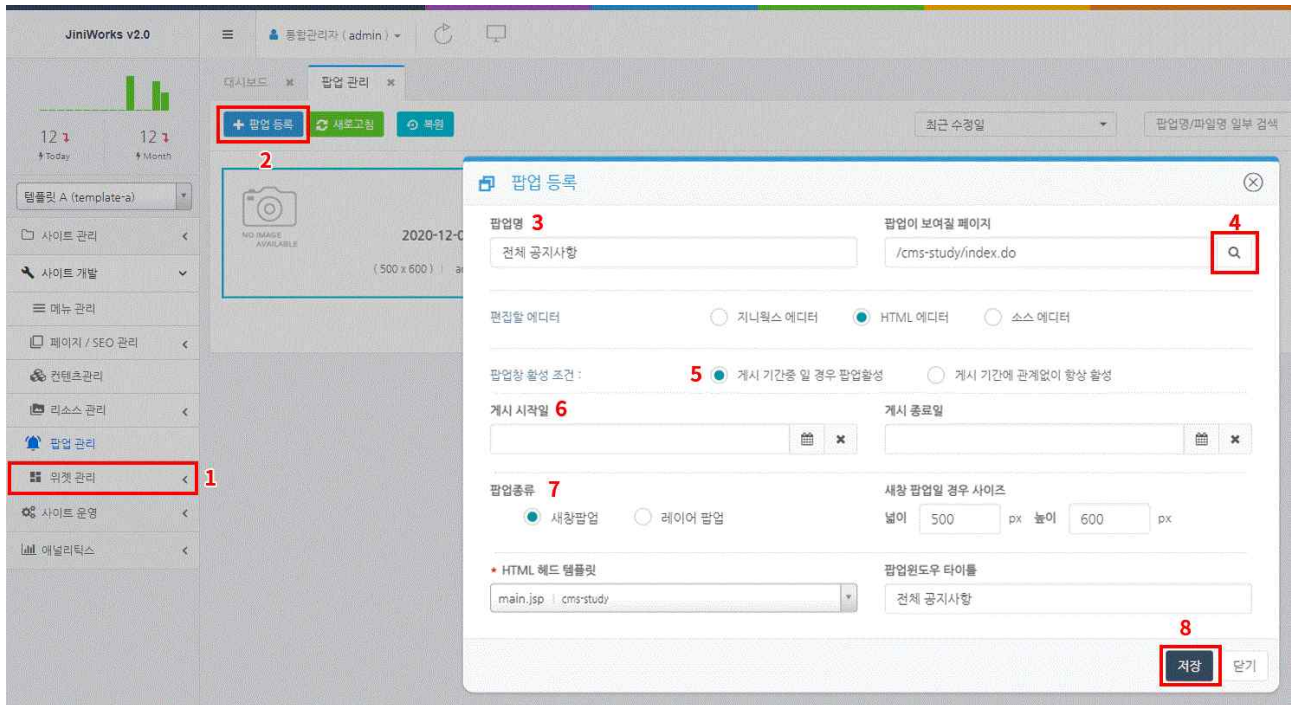 JiniWorks v2.0
통합관리자 ( admin )
12
Today
12
Month
템플릿 A (template-a)
사이트 관리
사이트 개발
메뉴 관리
페이지 / SEO 관리
컨텐츠관리
리소스 관리
팝업 관리
위젯 관리
1
사이트 운영
애널리틱스
대시보드
팝업 관리
팝업 등록
새로고침
복원
최근 수정일
팝업명/파일명 일부 검색
2
NO IMAGE
AVAILABLE
2020-12-0
( 500 x 600 )
팝업 등록
팝업명 3
팝업이 보여질 페이지
4
전체 공지사항
/cms-study/index.do
편집할 에디터
지니웍스 에디터
HTML 에디터
소스 에디터
팝업창 활성 조건 :
5
게시 기간중 일 경우 팝업활성
게시 기간에 관계없이 항상 활성
게시 시작일 6
게시 종료일
팝업종류 7
새창 팝업일 경우 사이즈
새창팝업
레이어 팝업
넓이 500 px 높이 600 px
* HTML 헤드 템플릿
팝업윈도우 타이틀
main.jsp | cms-study
전체 공지사항
8
저장
닫기